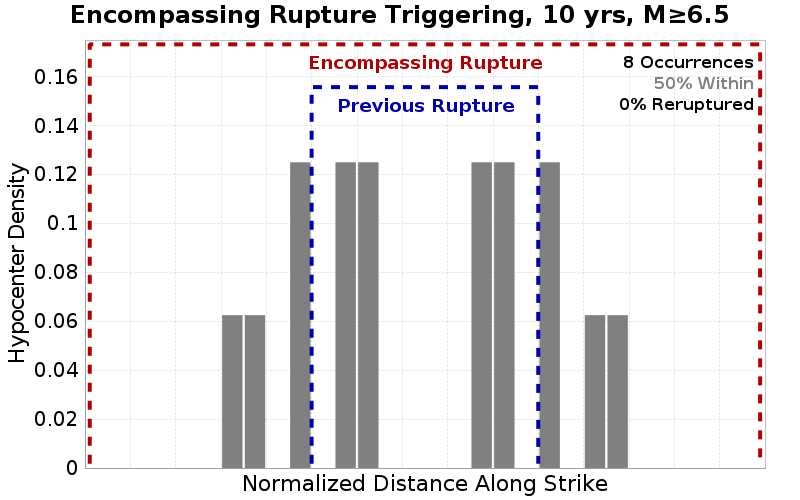 Encompassing Rupture Triggering, 10 yrs, M≥6.5
Encompassing Rupture
8 Occurrences
50% Within
0% Reruptured
Previous Rupture
Hypocenter Density
0.16
0.14
0.12
0.1
0.08
0.06
0.04
0.02
0
Normalized Distance Along Strike